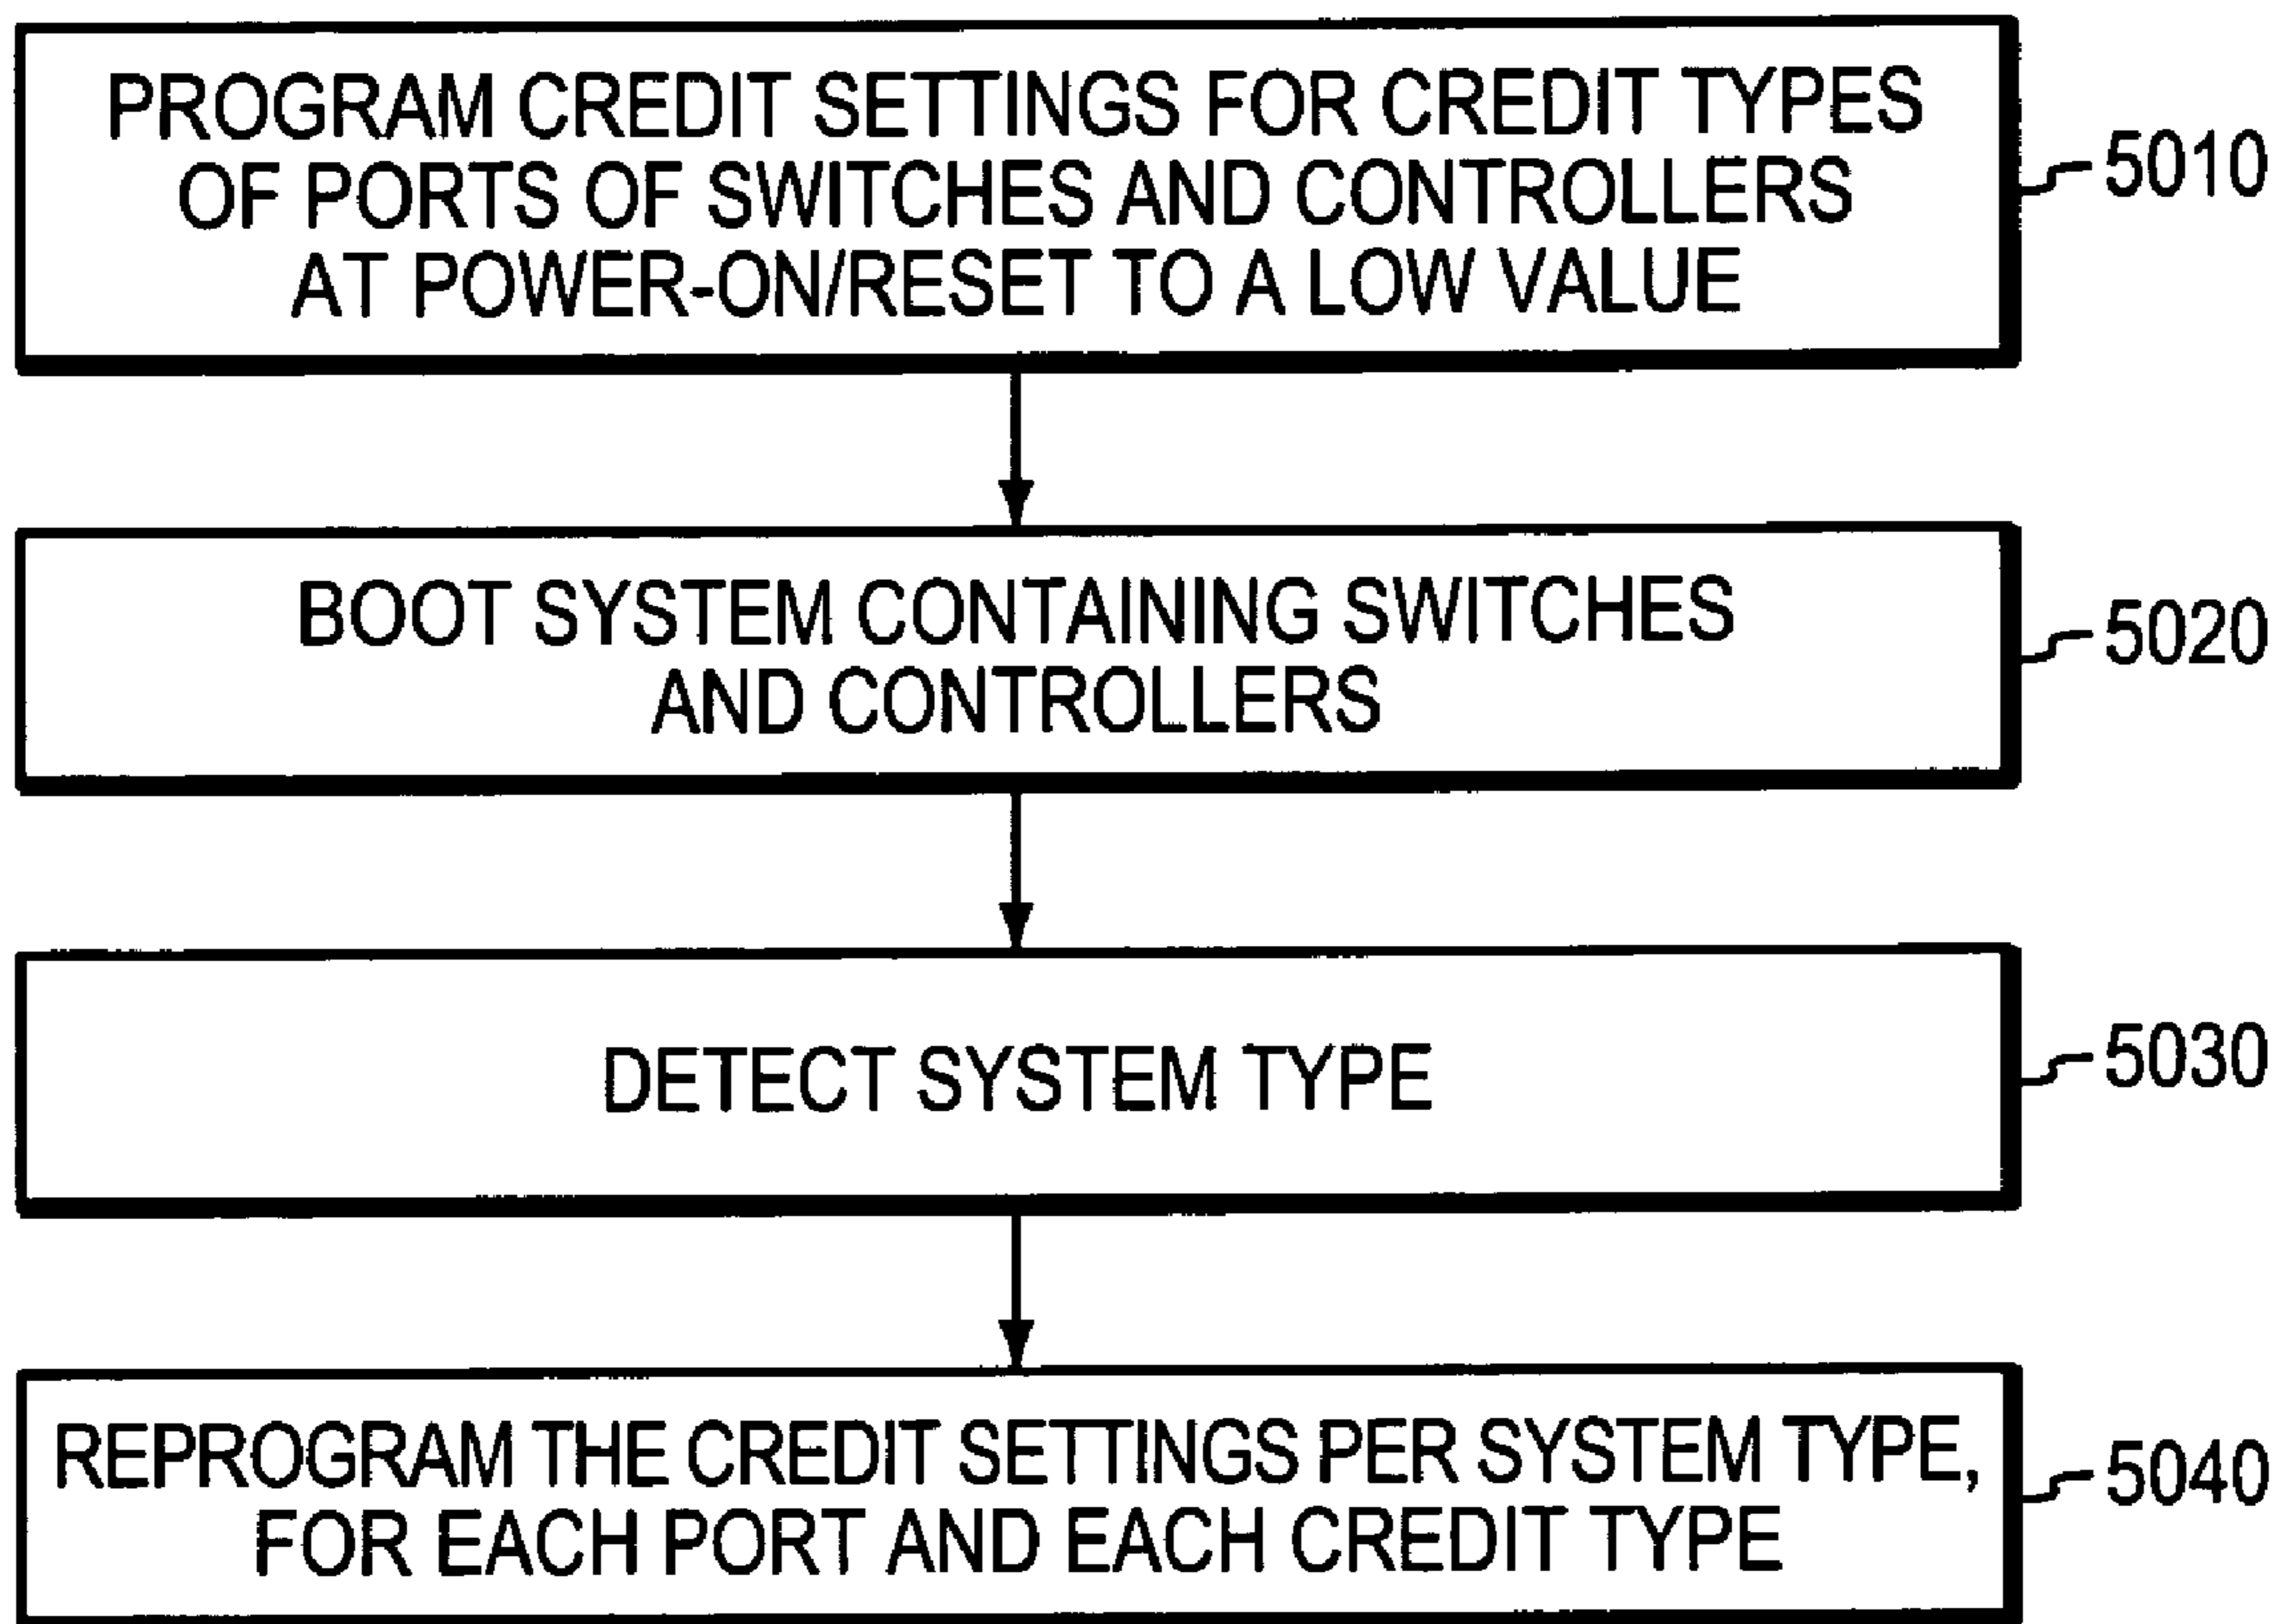 PROGRAM CREDIT SETTINGS FOR CREDIT TYPES
OF PORTS OF SWITCHES AND CONTROLLERS
AT POWER-ON/RESET TO A LOW VALUE
5010
BOOT SYSTEM CONTAINING SWITCHES
AND CONTROLLERS
5020
DETECT SYSTEM TYPE
5030
REPROGRAM THE CREDIT SETTINGS PER SYSTEM TYPE,
FOR EACH PORT AND EACH CREDIT TYPE
5040